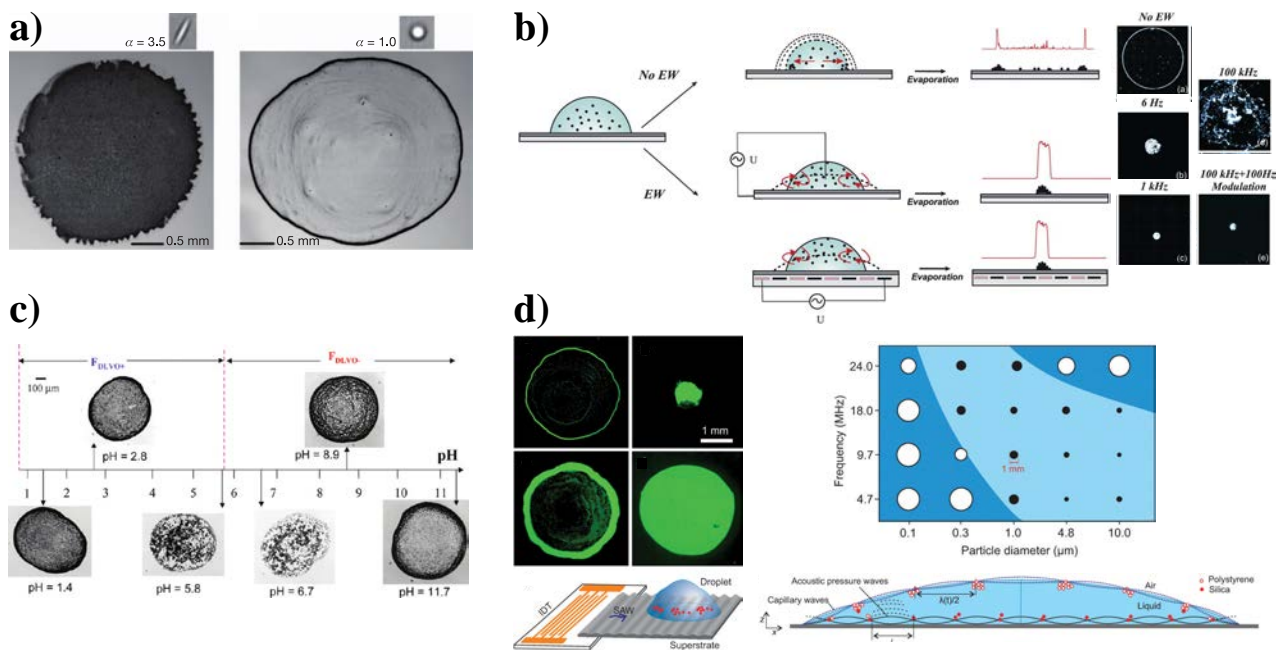 a)
α = 3.5
α = 1.0
0.5 mm
0.5 mm
b)
No EW
EW
U
Evaporation
Evaporation
Evaporation
U
No EW
(a)
6 Hz
(b)
1 kHz
(c)
100 kHz
100 kHz+100Hz
Modulation
(e)
c)
F_DLVO+
F_DLVO-
100 µm
pH = 2.8
pH = 8.9
pH
1 2 3 4 5 6 7 8 9 10 11
pH = 1.4
pH = 5.8
pH = 6.7
pH = 11.7
d)
1 mm
IDT
SAW
Droplet
Superstrate
Frequency (MHz)
24.0
18.0
9.7
4.7
1 mm
0.1 0.3 1.0 4.8 10.0
Particle diameter (µm)
Acoustic pressure waves
Capillary waves
λ(t)/2
Air
Liquid
Polystyrene
Silica
z
x